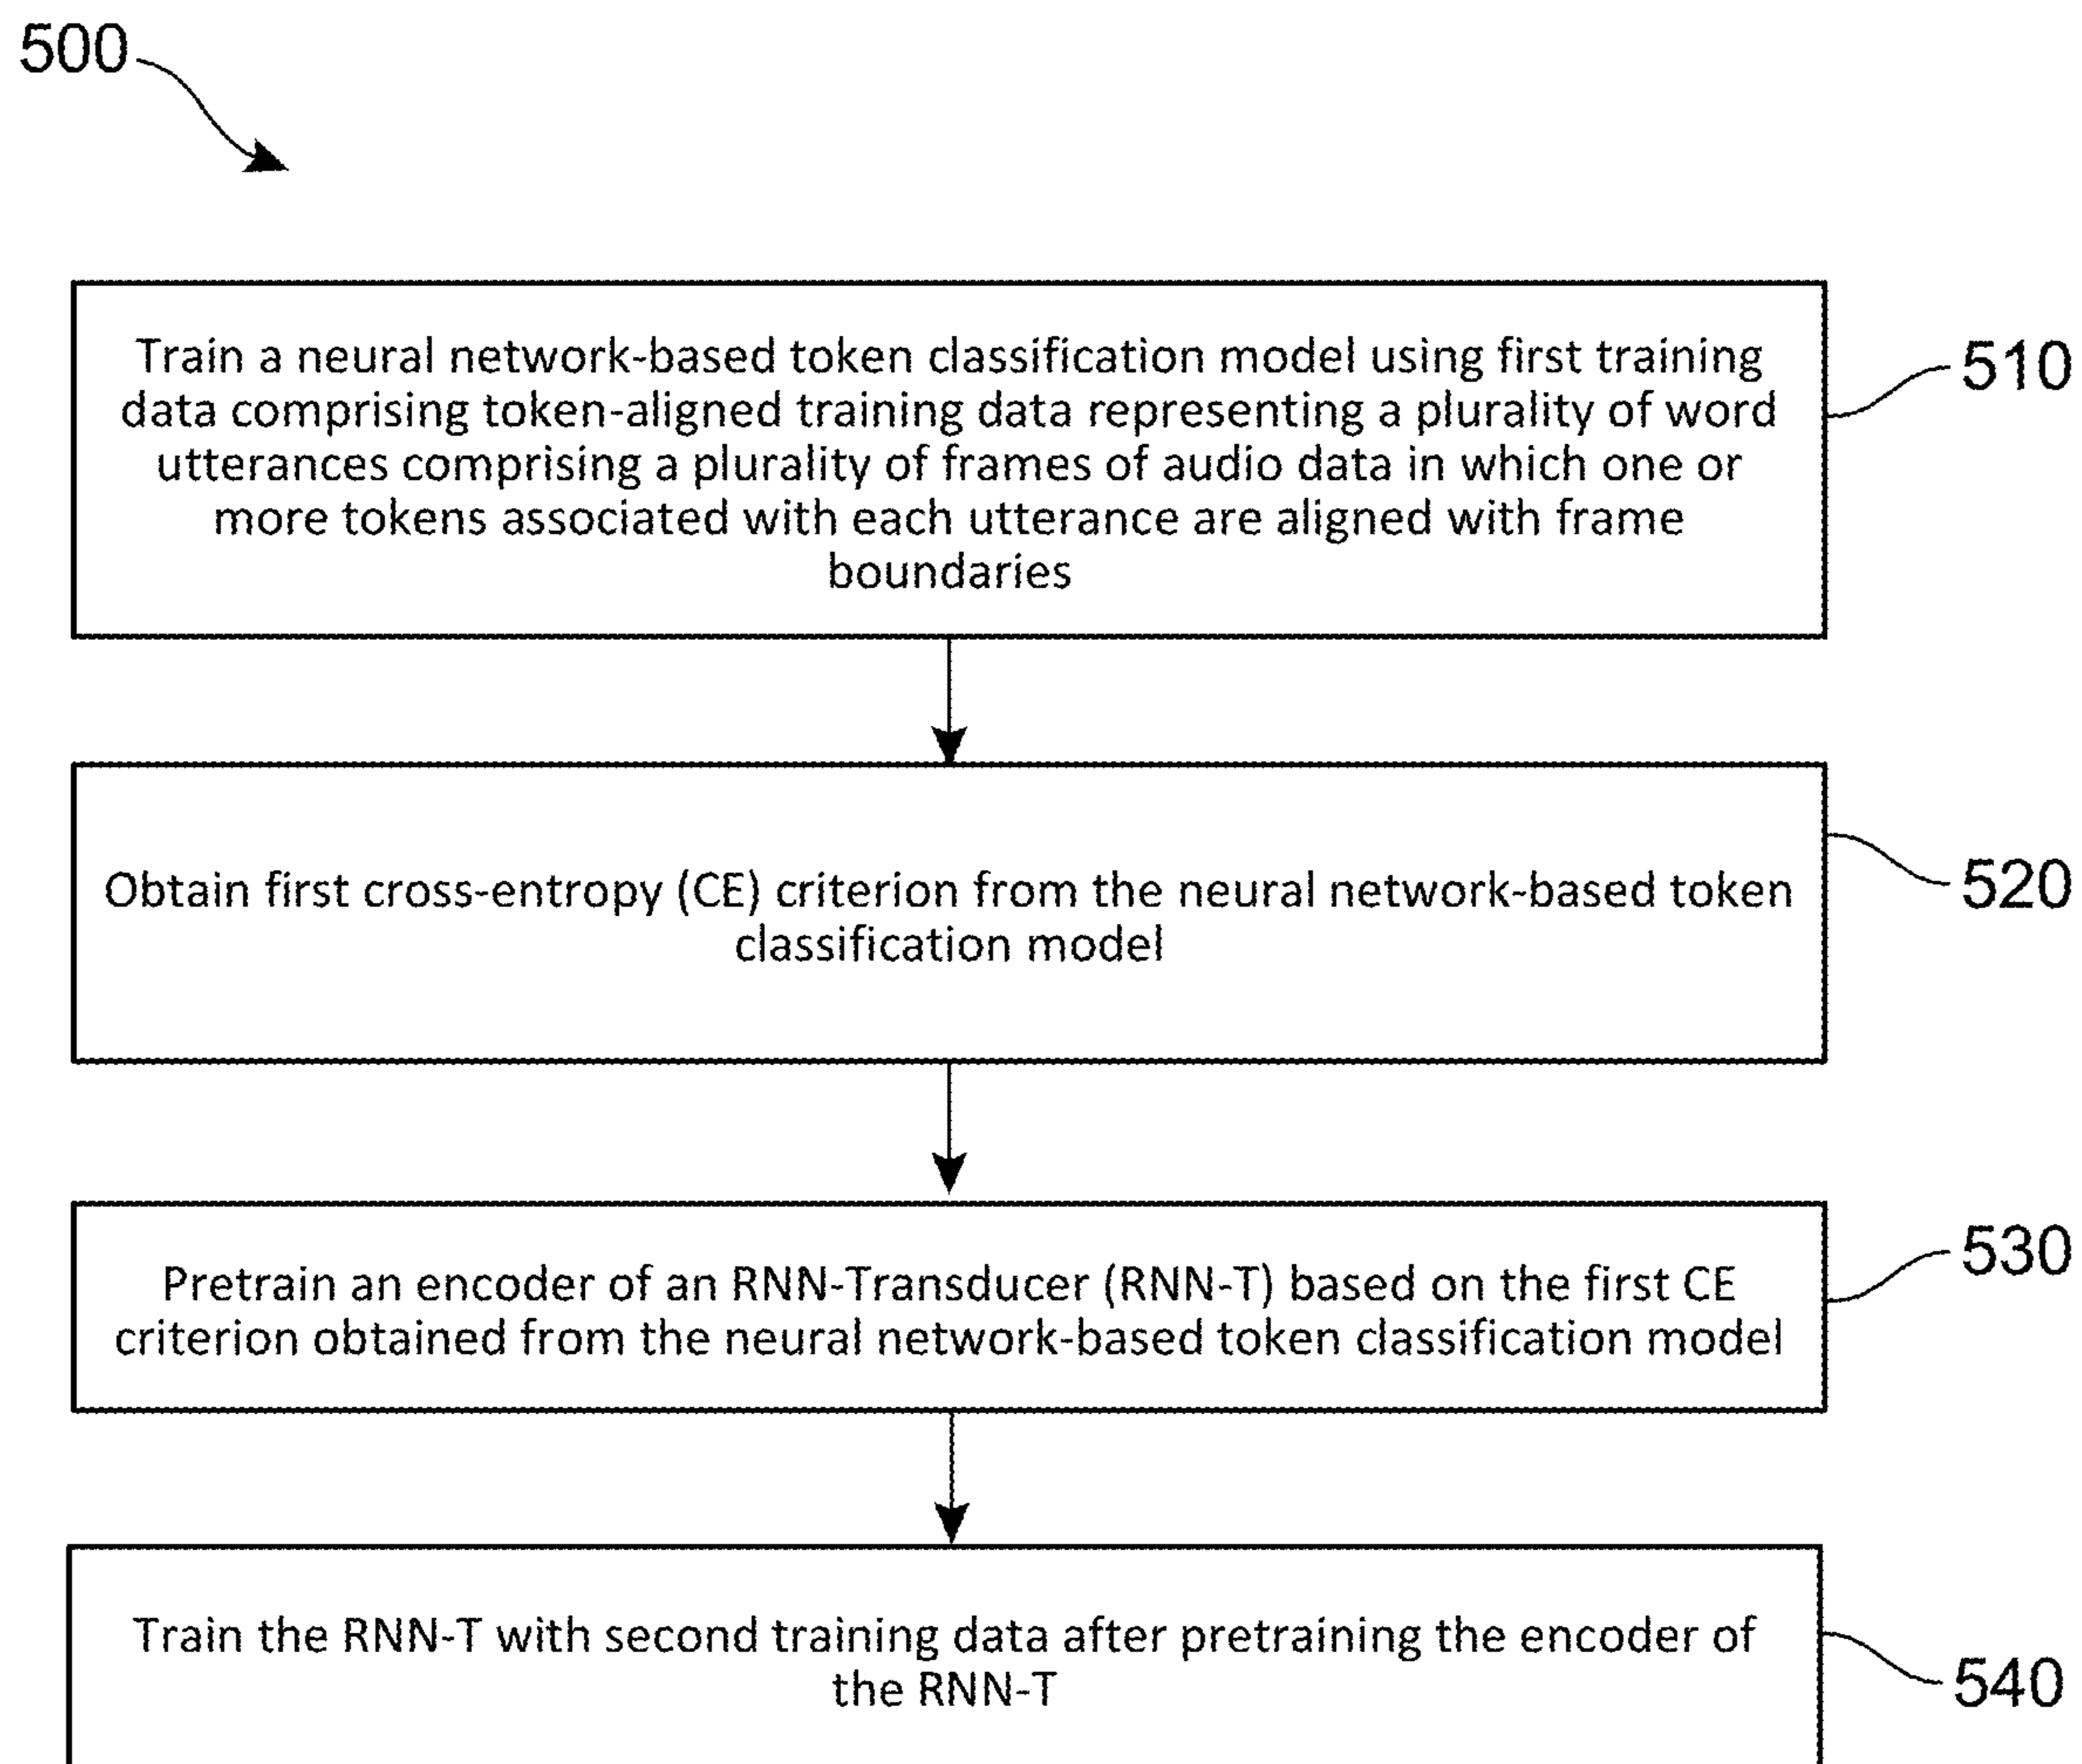 500
Train a neural network-based token classification model using first training
data comprising token-aligned training data representing a plurality of word
utterances comprising a plurality of frames of audio data in which one or
more tokens associated with each utterance are aligned with frame
boundaries
510
Obtain first cross-entropy (CE) criterion from the neural network-based token
classification model
520
Pretrain an encoder of an RNN-Transducer (RNN-T) based on the first CE
criterion obtained from the neural network-based token classification model
530
Train the RNN-T with second training data after pretraining the encoder of
the RNN-T
540